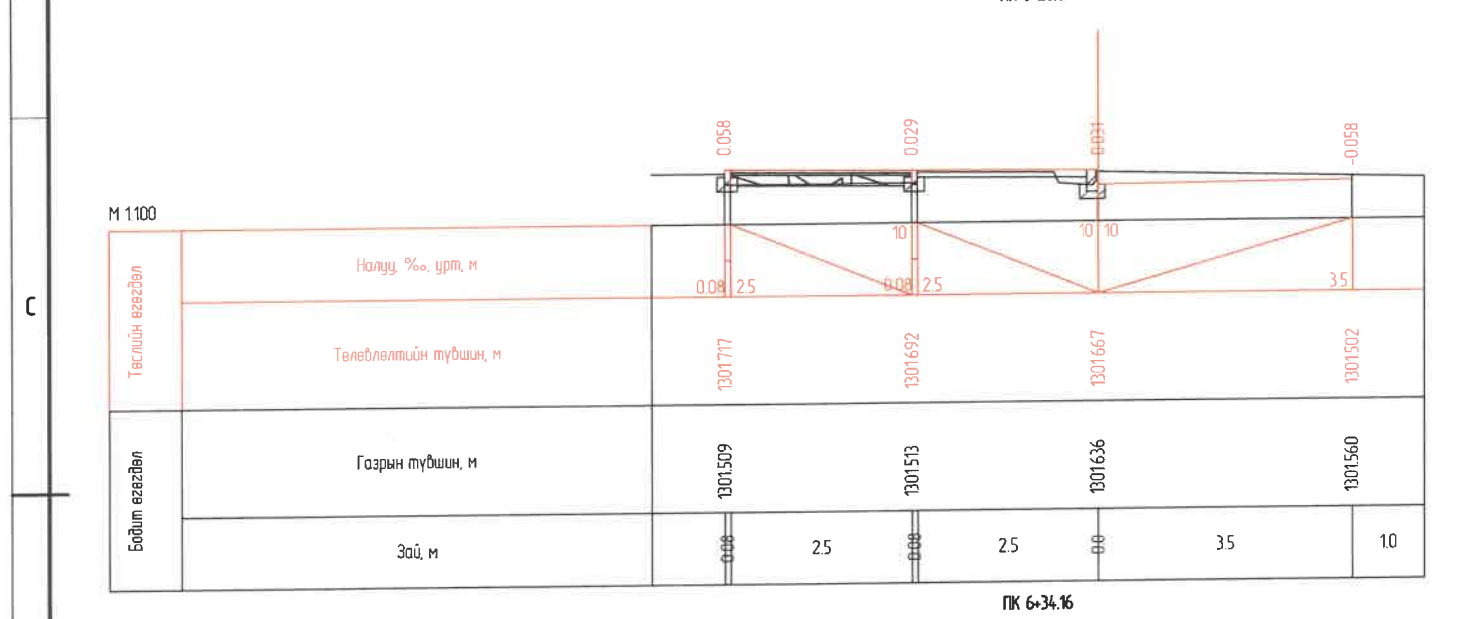 0.058
0.029
0.031
-0.058
М 1:100
С
Төслийн өгөгдөл
Налуу, ‰, урт, м
0.08 2.5
10
0.08 2.5
10 10
3.5
Төлөвлөлтийн түвшин, м
1301.717
1301.692
1301.667
1301.502
Бодит өгөгдөл
Газрын түвшин, м
1301.509
1301.513
1301.636
1301.560
Зай, м
0.08
2.5
0.08
2.5
0.0
3.5
1.0
ПК 6+34.16